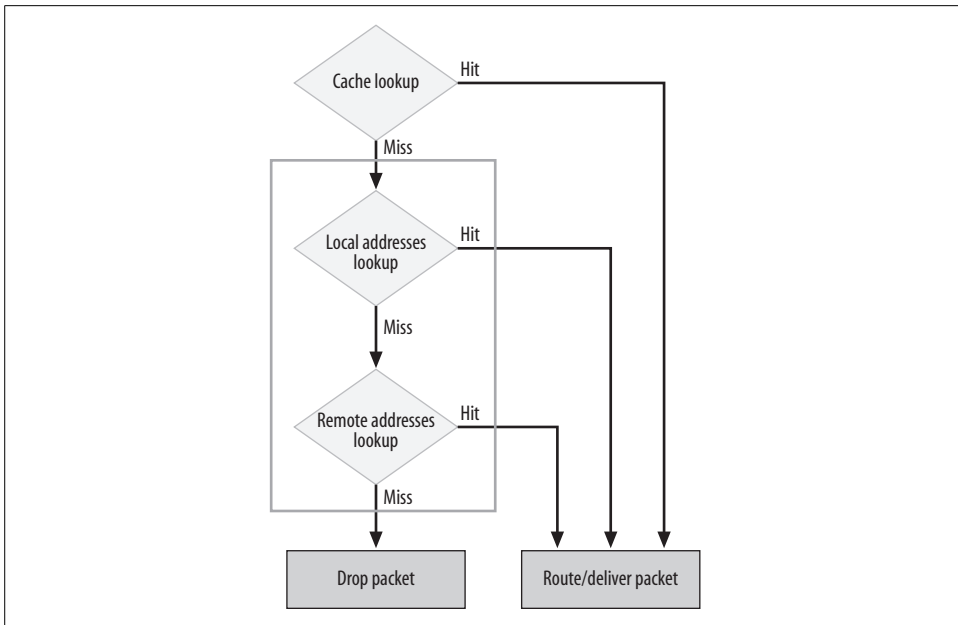 Cache lookup
Hit
Miss
Local addresses
lookup
Hit
Miss
Remote addresses
lookup
Hit
Miss
Drop packet
Route/deliver packet